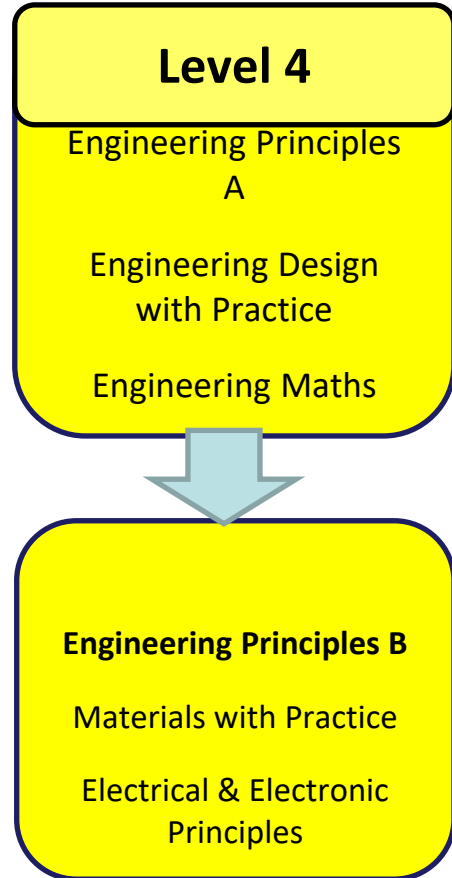 Level 4
Engineering Principles
A
Engineering Design
with Practice
Engineering Maths
Engineering Principles B
Materials with Practice
Electrical & Electronic
Principles